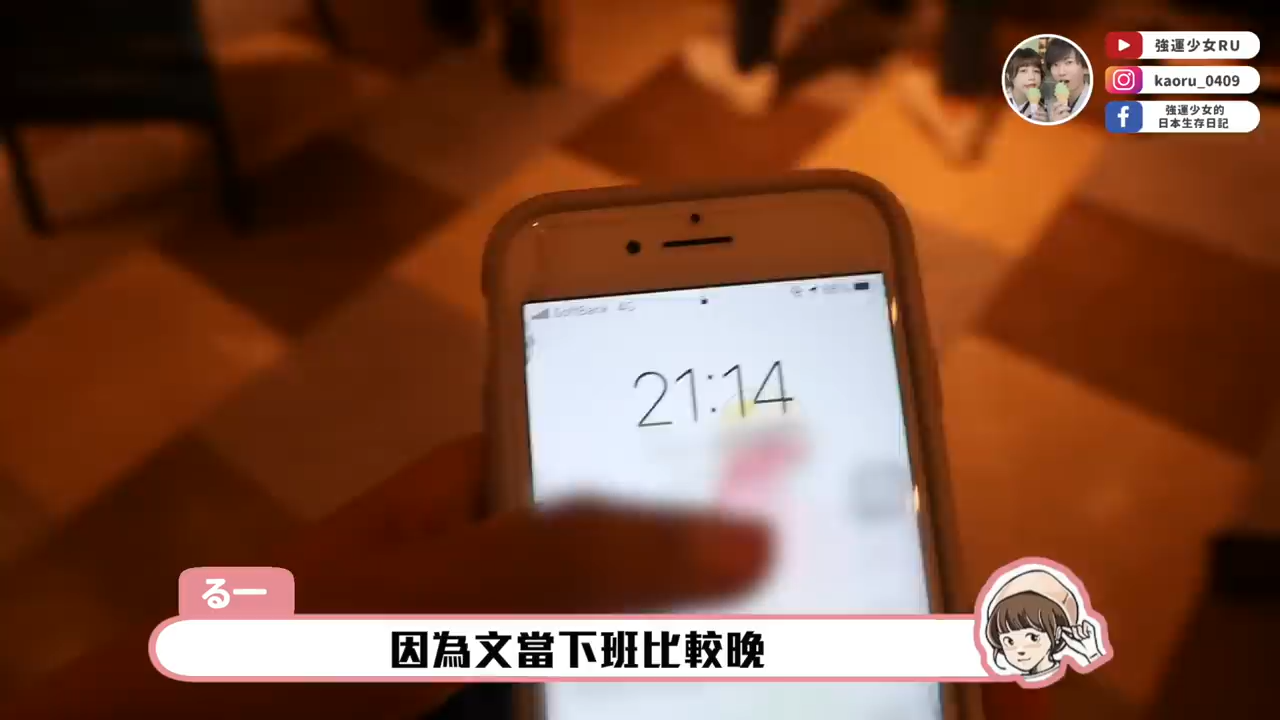 強運少女RU
kaoru_0409
強運少女的
日本生存日記
SoftBank 4G
21:14
るー
因為文當下班比較晚